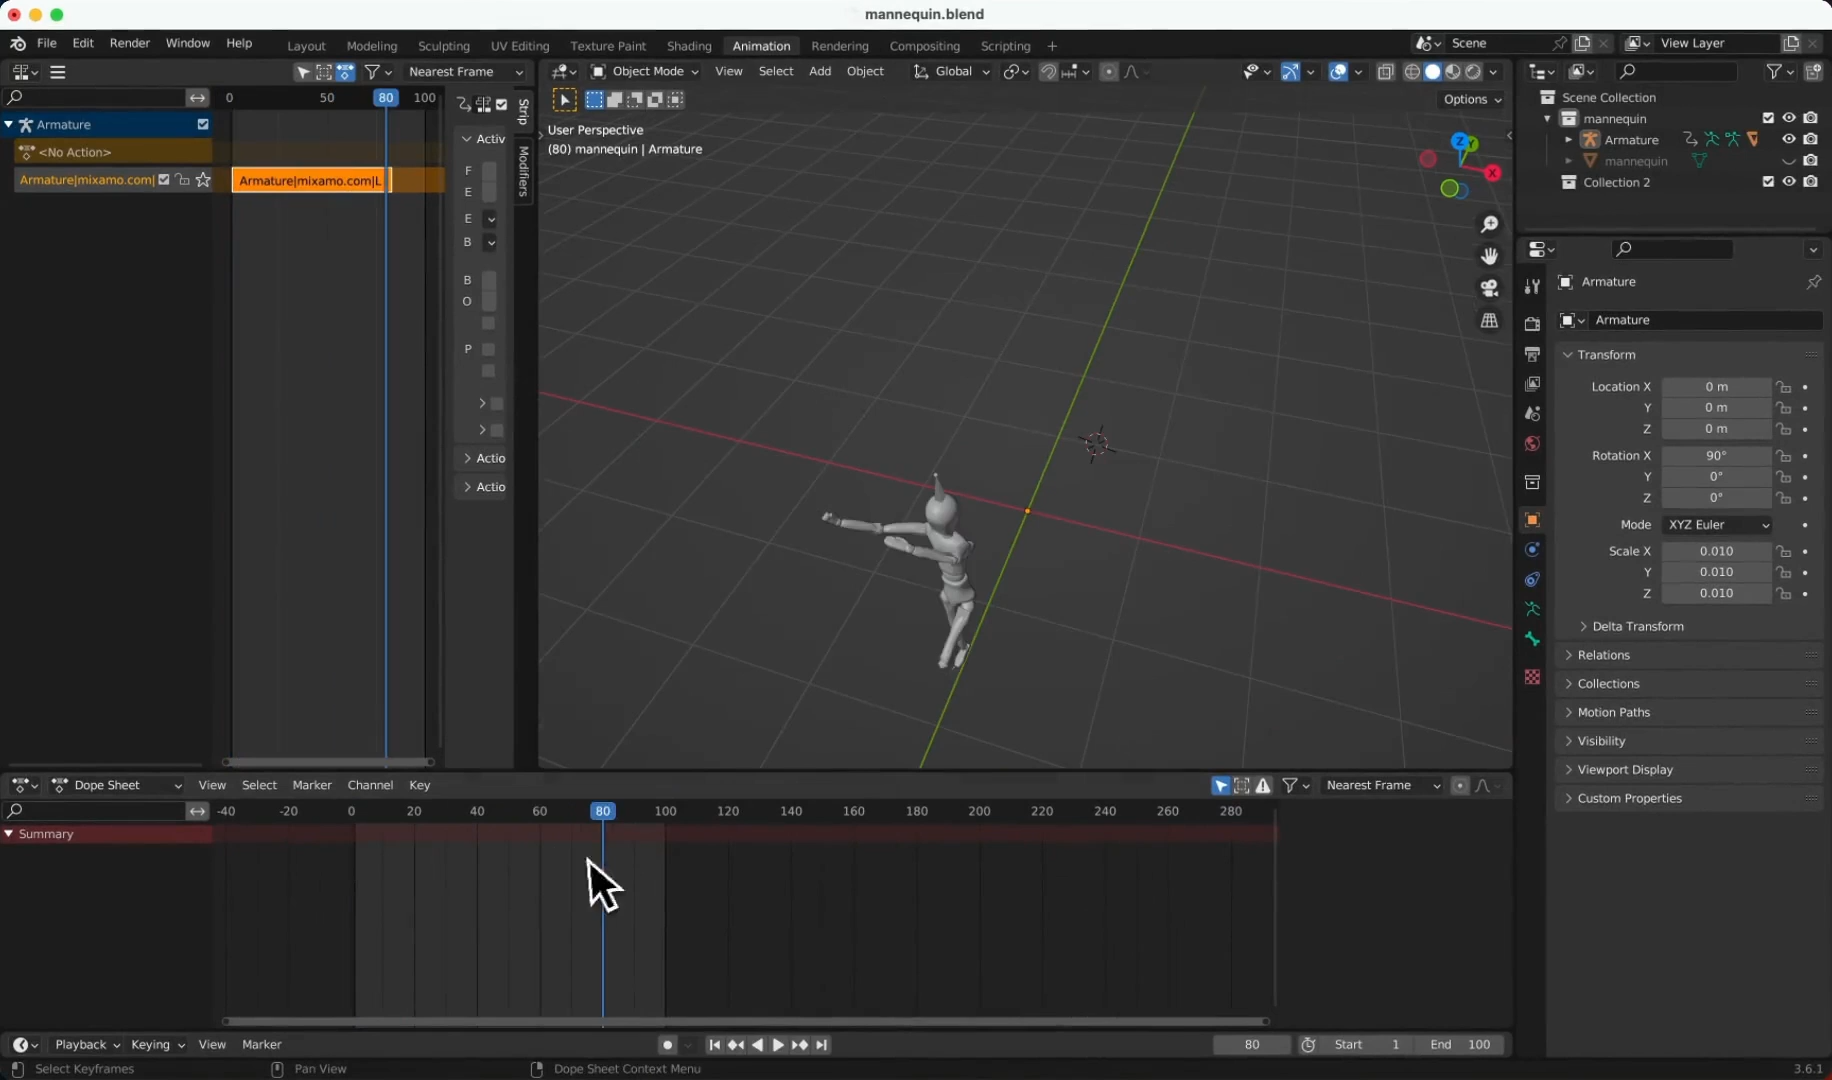 mannequin.blend
File Edit Render Window Help
Layout Modeling Sculpting UV Editing Texture Paint Shading Animation Rendering Compositing Scripting +
Scene
View Layer
Nearest Frame
Object Mode View Select Add Object
Global
0 50 80 100
Strip
Modifiers
Options
Armature
<No Action>
Armature|mixamo.com|
Armature|mixamo.com|L
Activ
F
E
E
B
B
O
P
Actio
Actio
User Perspective
(80) mannequin | Armature
Z
Y
X
Scene Collection
mannequin
Armature
mannequin
Collection 2
Armature
Armature
Transform
Location X 0 m
Y 0 m
Z 0 m
Rotation X 90°
Y 0°
Z 0°
Mode XYZ Euler
Scale X 0.010
Y 0.010
Z 0.010
Delta Transform
Relations
Collections
Motion Paths
Visibility
Viewport Display
Custom Properties
Dope Sheet View Select Marker Channel Key
Nearest Frame
-40 -20 0 20 40 60 80 100 120 140 160 180 200 220 240 260 280
Summary
Playback Keying View Marker
80 Start 1 End 100
Select Keyframes Pan View Dope Sheet Context Menu
3.6.1